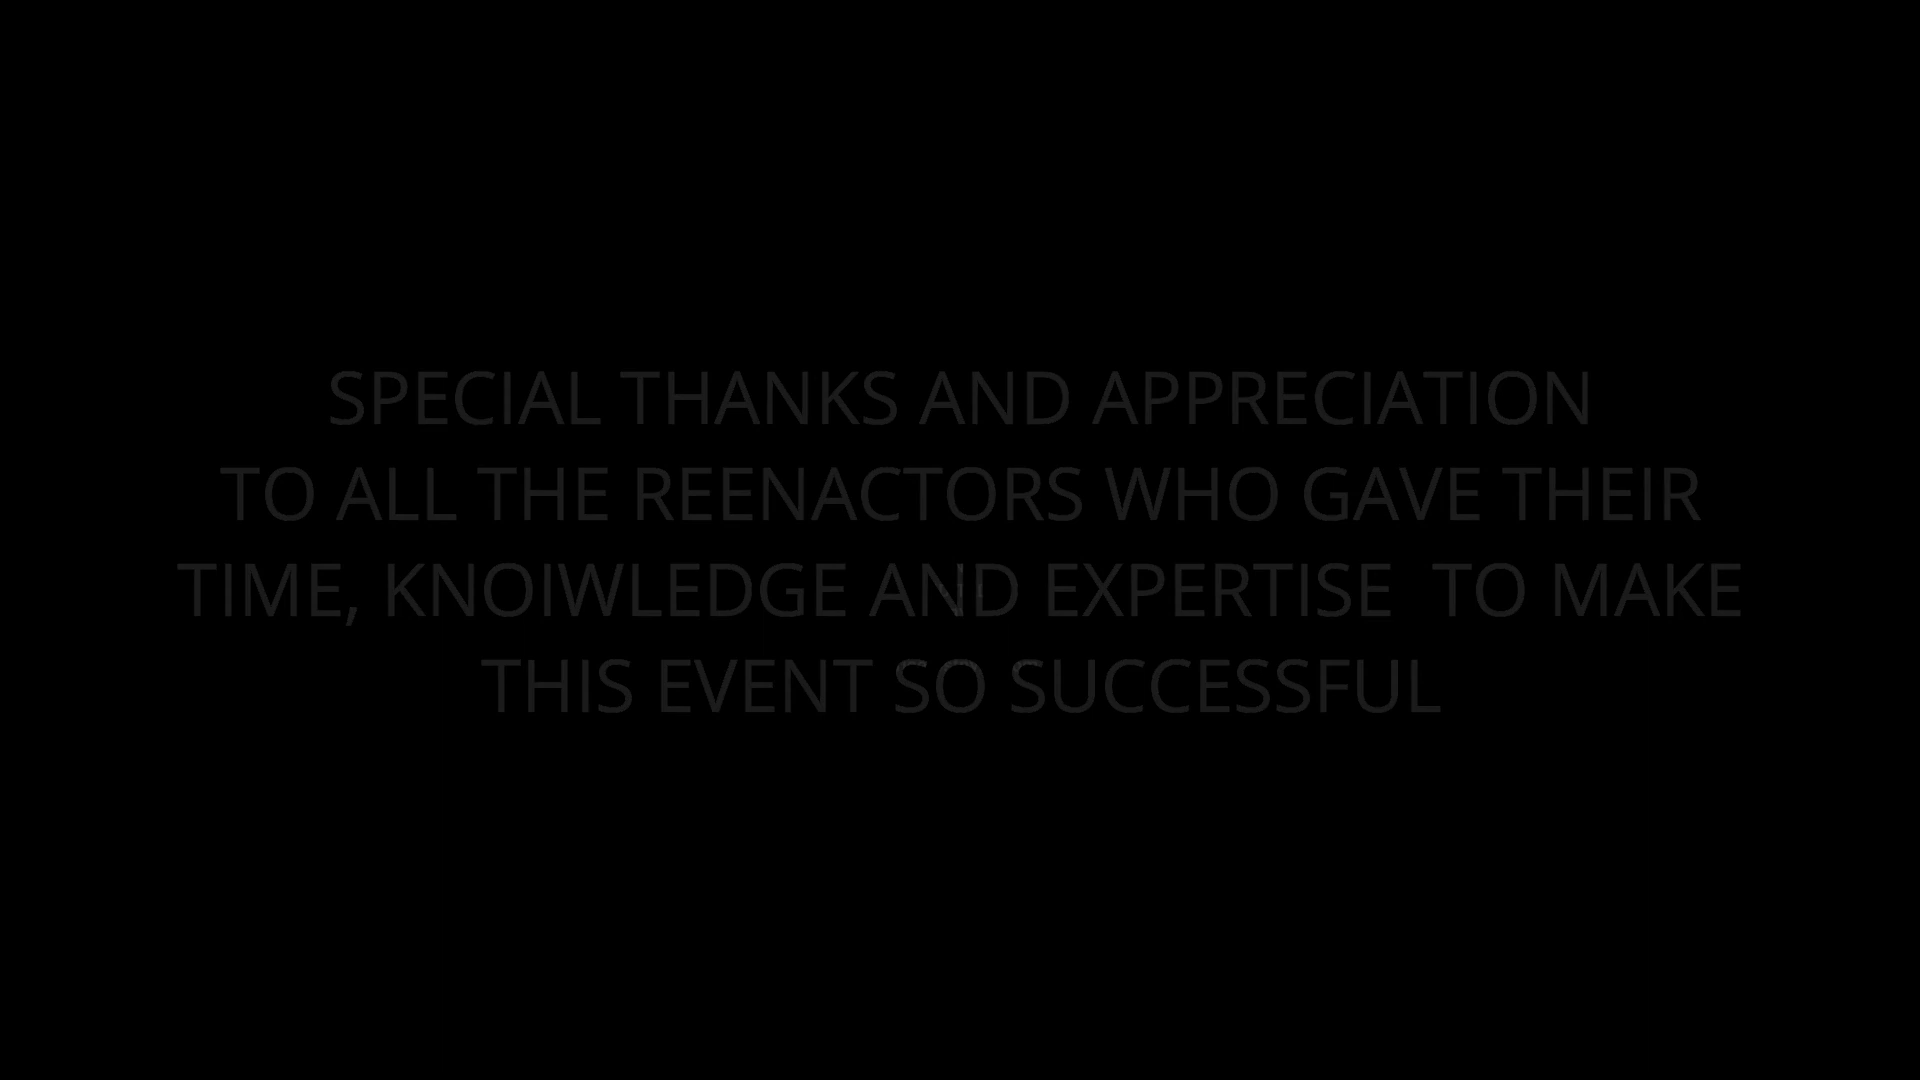 SPECIAL THANKS AND APPRECIATION
TO ALL THE REENACTORS WHO GAVE THEIR
TIME, KNOIWLEDGE AND EXPERTISE  TO MAKE
THIS EVENT SO SUCCESSFUL